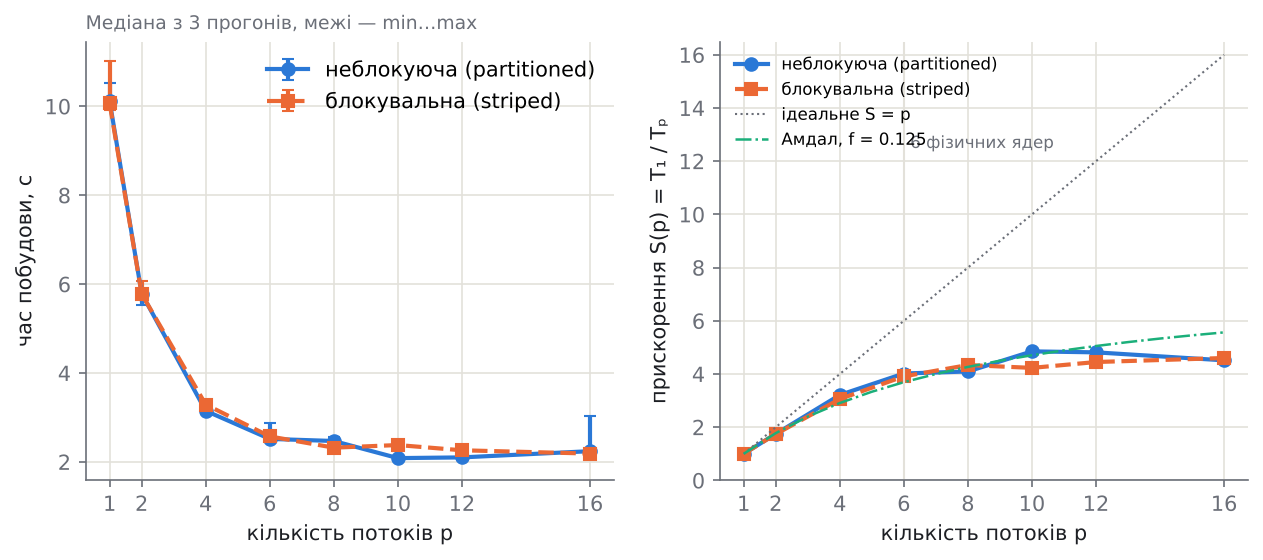 Медіана з 3 прогонів, межі — min…max
неблокуюча (partitioned)
блокувальна (striped)
час побудови, с
10
8
6
4
2
1 2 4 6 8 10 12 16
кількість потоків p
неблокуюча (partitioned)
блокувальна (striped)
ідеальне S = p
Амдал, f = 0.125
6 фізичних ядер
прискорення S(p) = T₁ / Tₚ
16
14
12
10
8
6
4
2
0
1 2 4 6 8 10 12 16
кількість потоків p